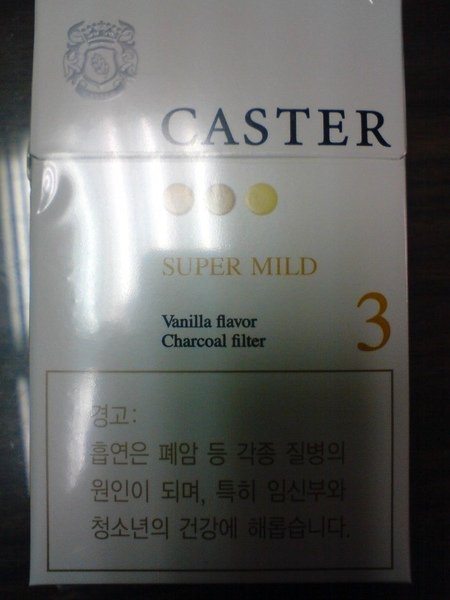 CASTER
SUPER MILD
Vanilla flavor
Charcoal filter
3
경고:
흡연은 폐암 등 각종 질병의
원인이 되며, 특히 임신부와
청소년의 건강에 해롭습니다.